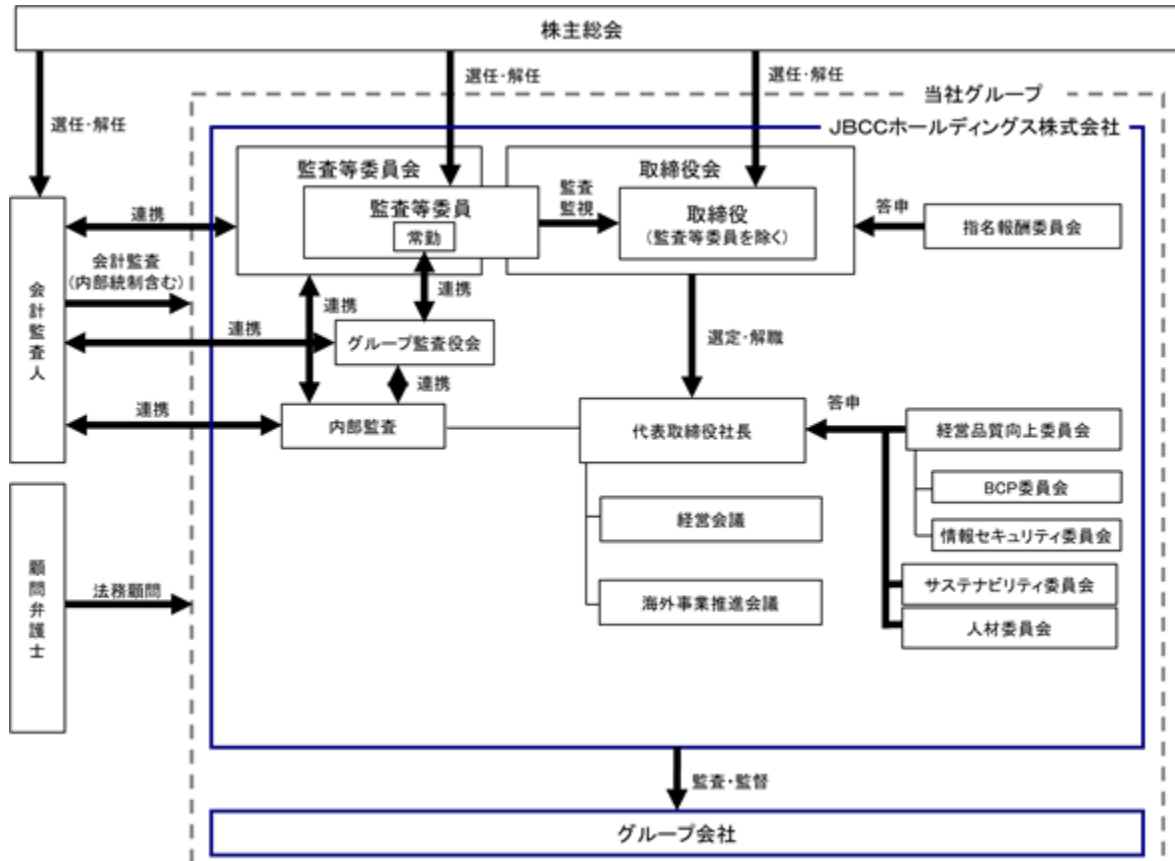 株主総会
選任・解任
選任・解任
選任・解任
当社グループ
JBCCホールディングス株式会社
監査等委員会
監査等委員
常勤
監査
監視
取締役会
取締役
(監査等委員を除く)
答申
指名報酬委員会
連携
会計監査
(内部統制含む)
会計監査人
連携
連携
連携
グループ監査役会
連携
連携
内部監査
選定・解職
代表取締役社長
答申
経営品質向上委員会
BCP委員会
情報セキュリティ委員会
サステナビリティ委員会
人材委員会
経営会議
海外事業推進会議
顧問弁護士
法務顧問
監査・監督
グループ会社